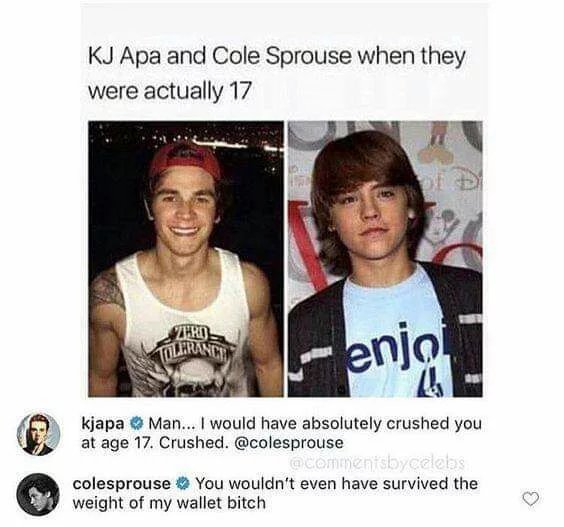 KJ Apa and Cole Sprouse when they
were actually 17
of D
ZERO
TOLERANCE
enjoi
kjapa Man... I would have absolutely crushed you
at age 17. Crushed. @colesprouse
@commentsbycelebs
colesprouse You wouldn't even have survived the
weight of my wallet bitch